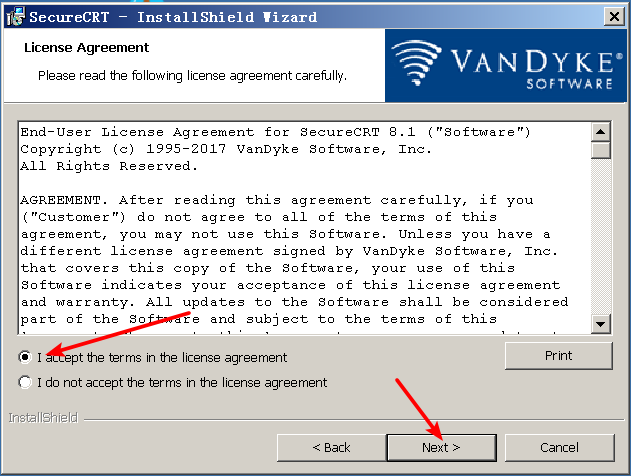 SecureCRT - InstallShield Wizard
License Agreement
Please read the following license agreement carefully.
VANDYKE®
SOFTWARE
End-User License Agreement for SecureCRT 8.1 ("Software")
Copyright (c) 1995-2017 VanDyke Software, Inc.
All Rights Reserved.
AGREEMENT. After reading this agreement carefully, if you
("Customer") do not agree to all of the terms of this
agreement, you may not use this Software. Unless you have a
different license agreement signed by VanDyke Software, Inc.
that covers this copy of the Software, your use of this
Software indicates your acceptance of this license agreement
and warranty. All updates to the Software shall be considered
part of the Software and subject to the terms of this
I accept the terms in the license agreement
Print
I do not accept the terms in the license agreement
InstallShield
< Back
Next >
Cancel